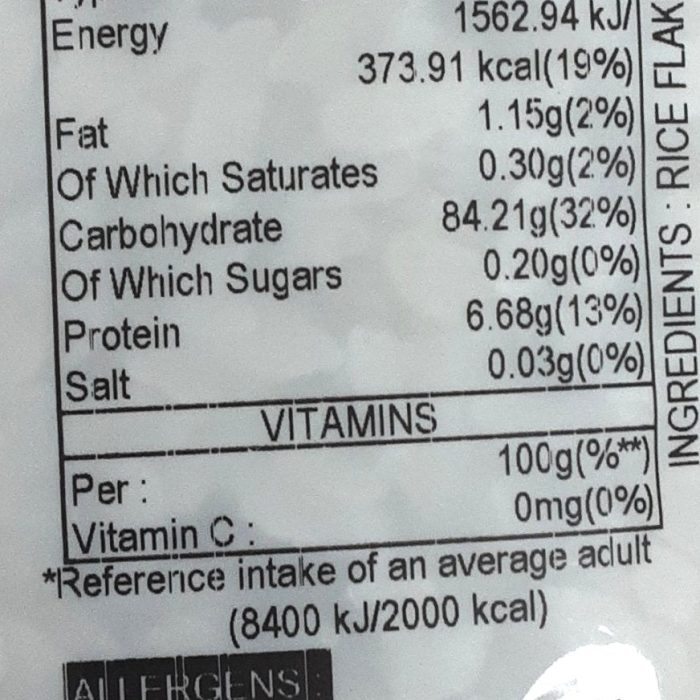 Energy 1562.94 kJ/
373.91 kcal(19%)
Fat 1.15g(2%)
Of Which Saturates 0.30g(2%)
Carbohydrate 84.21g(32%)
Of Which Sugars 0.20g(0%)
Protein 6.68g(13%)
Salt 0.03g(0%)
VITAMINS
Per : 100g(%**)
Vitamin C : 0mg(0%)
*Reference intake of an average adult
(8400 kJ/2000 kcal)
ALLERGENS :
INGREDIENTS : RICE FLAK